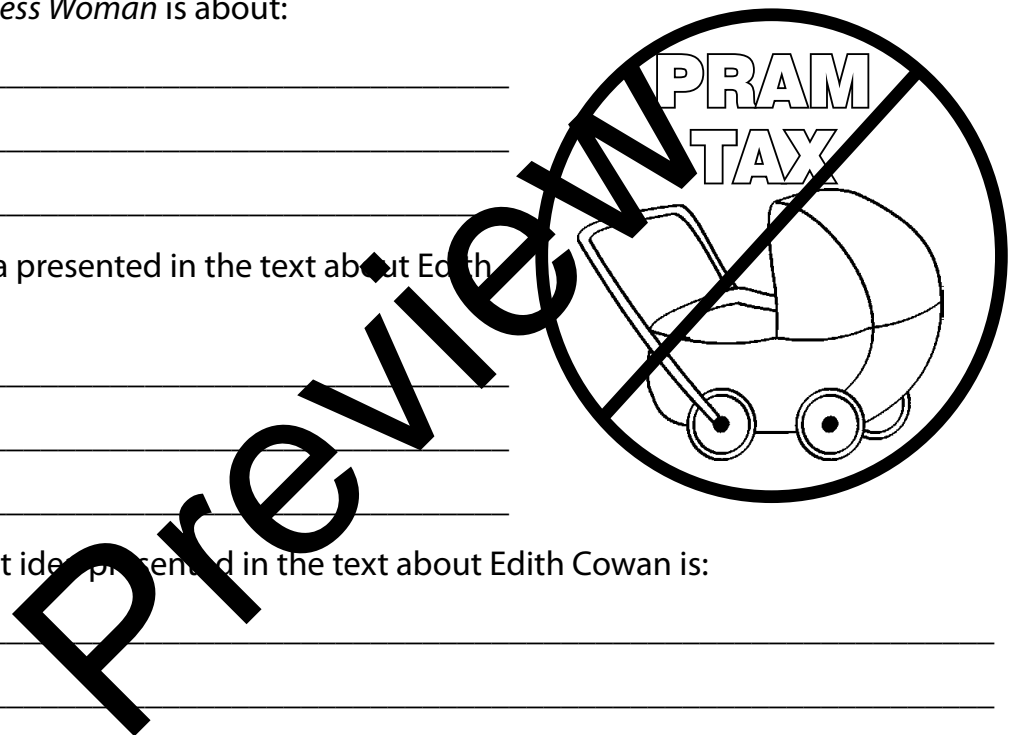 ess Woman is about:
PRAM
TAX
a presented in the text about Edith
t idea presented in the text about Edith Cowan is:
Preview